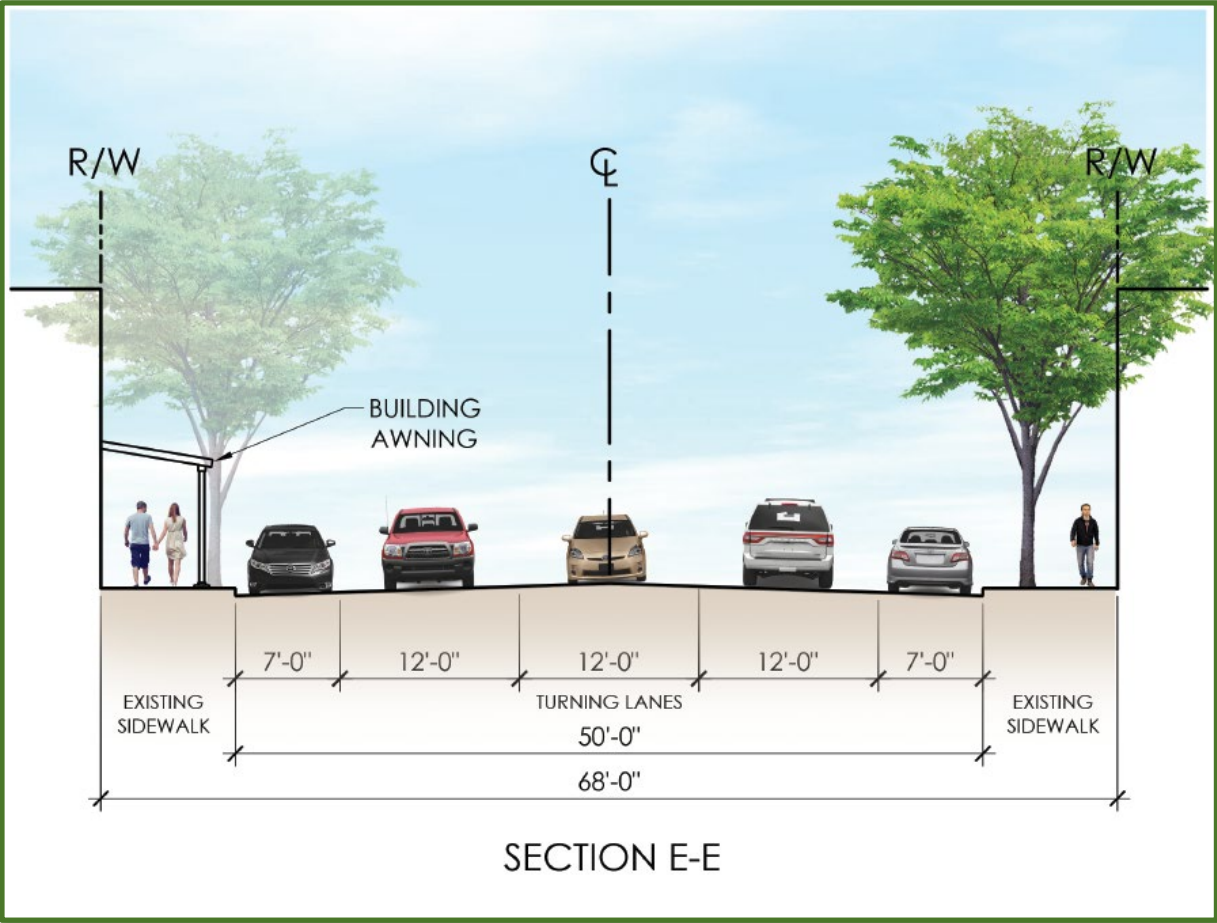 R/W
℄
R/W
BUILDING
AWNING
7'-0"
12'-0"
12'-0"
12'-0"
7'-0"
EXISTING
SIDEWALK
TURNING LANES
EXISTING
SIDEWALK
50'-0"
68'-0"
SECTION E-E